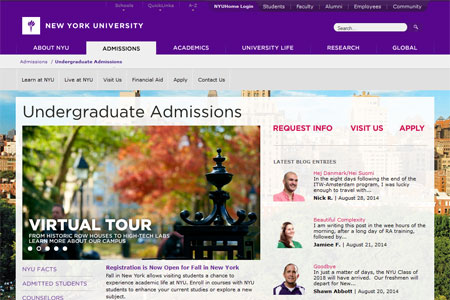 Schools QuickLinks A-Z NYUHome Login Students Faculty Alumni Employees Community
NEW YORK UNIVERSITY
Search...
ABOUT NYU ADMISSIONS ACADEMICS UNIVERSITY LIFE RESEARCH GLOBAL
Admissions / Undergraduate Admissions
Learn at NYU Live at NYU Visit Us Financial Aid Apply Contact Us
Undergraduate Admissions
REQUEST INFO VISIT US APPLY
LATEST BLOG ENTRIES
Hej Danmark/Hei Suomi
In the eight days following the end of the
ITW-Amsterdam program, I was lucky
enough to travel with...
Nick R. | August 28, 2014
Beautiful Complexity
I am writing this post in the wee hours of the
morning, after a long day of RA training,
followed by...
Jamiee F. | August 21, 2014
Goodbye
In just a matter of days, the NYU Class of
2018 will have arrived. Our freshmen will
depart for New...
Shawn Abbott | August 20, 2014
VIRTUAL TOUR
FROM HISTORIC ROW HOUSES TO HIGH-TECH LABS
LEARN MORE ABOUT OUR CAMPUS
NYU FACTS
ADMITTED STUDENTS
COUNSELORS
Registration is Now Open for Fall in New York
Fall in New York allows visiting students a chance to
experience academic life at NYU. Enroll in courses with NYU
students to enhance your current studies or explore a new
subject.